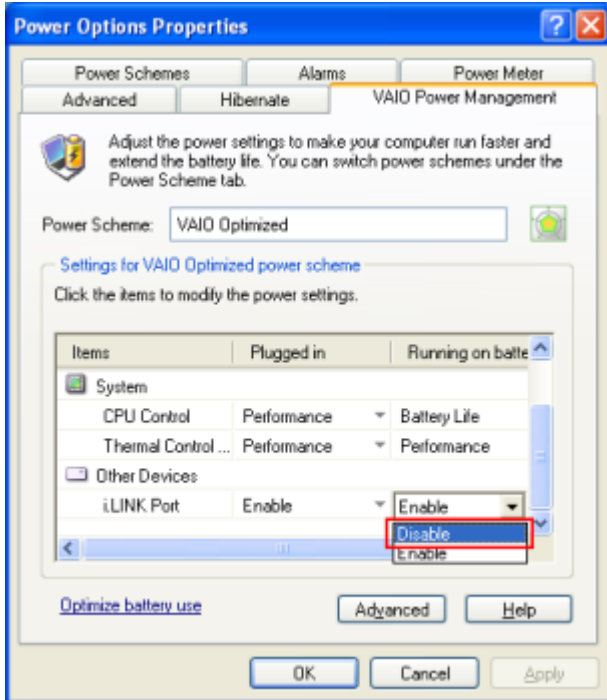 Power Options Properties
Power Schemes Alarms Power Meter
Advanced Hibernate VAIO Power Management
Adjust the power settings to make your computer run faster and
extend the battery life. You can switch power schemes under the
Power Scheme tab.
Power Scheme: VAIO Optimized
Settings for VAIO Optimized power scheme
Click the items to modify the power settings.
Items Plugged in Running on batte
System
CPU Control Performance Battery Life
Thermal Control ... Performance Performance
Other Devices
i.LINK Port Enable Enable
Disable
Enable
Optimize battery use Advanced Help
OK Cancel Apply